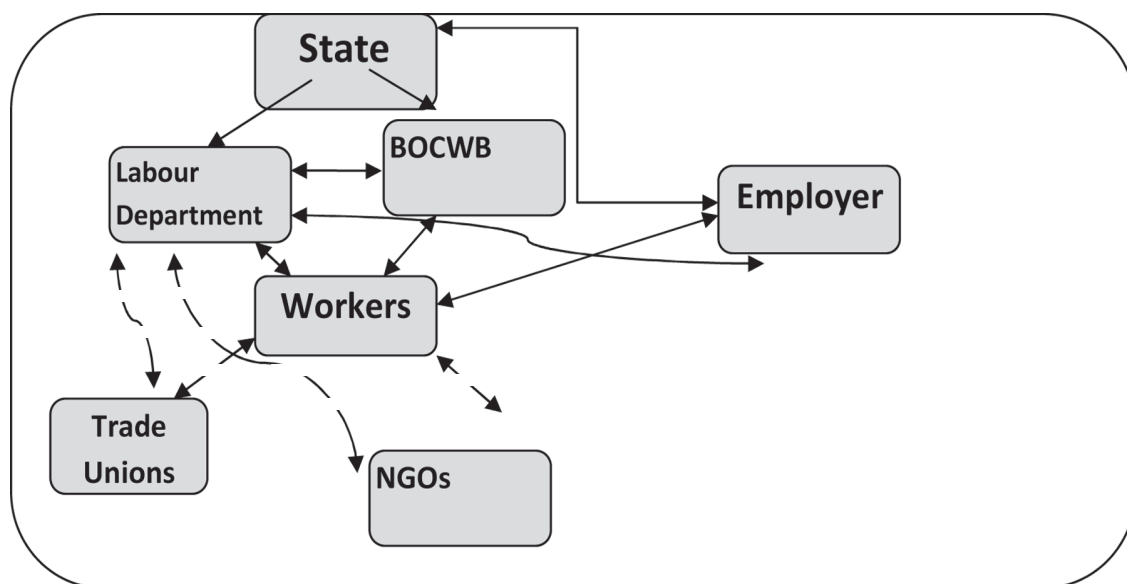 State
BOCWB
Labour
Department
Employer
Workers
Trade
Unions
NGOs